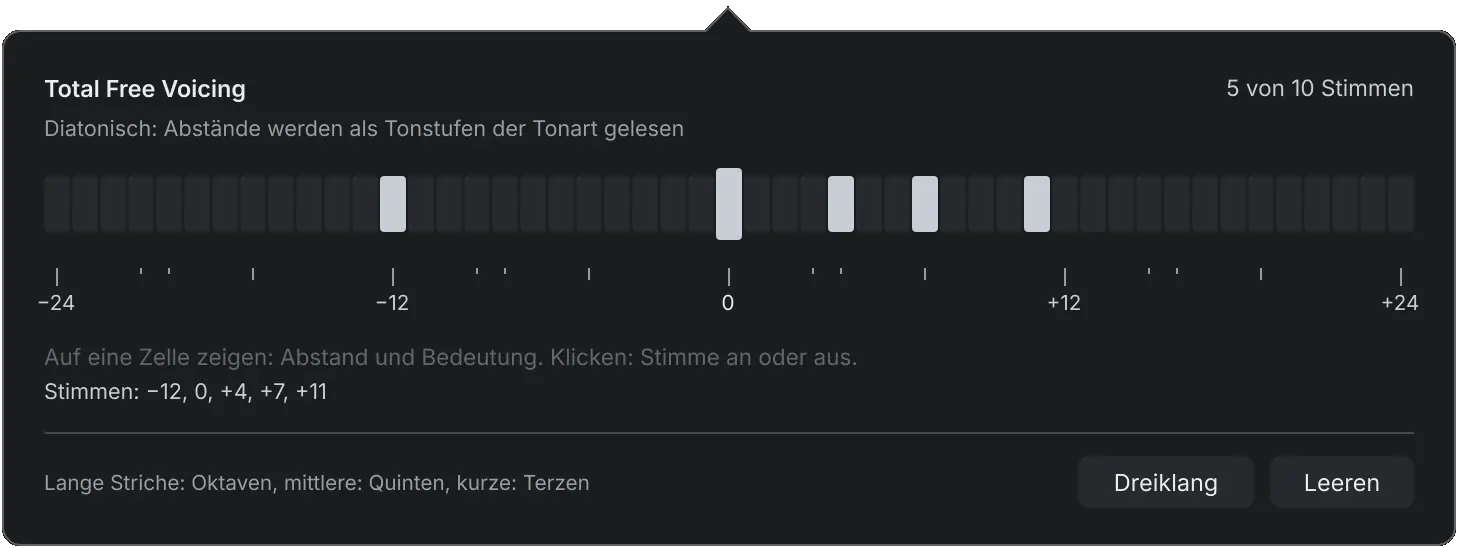 Total Free Voicing
5 von 10 Stimmen
Diatonisch: Abstände werden als Tonstufen der Tonart gelesen
−24 −12 0 +12 +24
Auf eine Zelle zeigen: Abstand und Bedeutung. Klicken: Stimme an oder aus.
Stimmen: −12, 0, +4, +7, +11
Lange Striche: Oktaven, mittlere: Quinten, kurze: Terzen
Dreiklang
Leeren